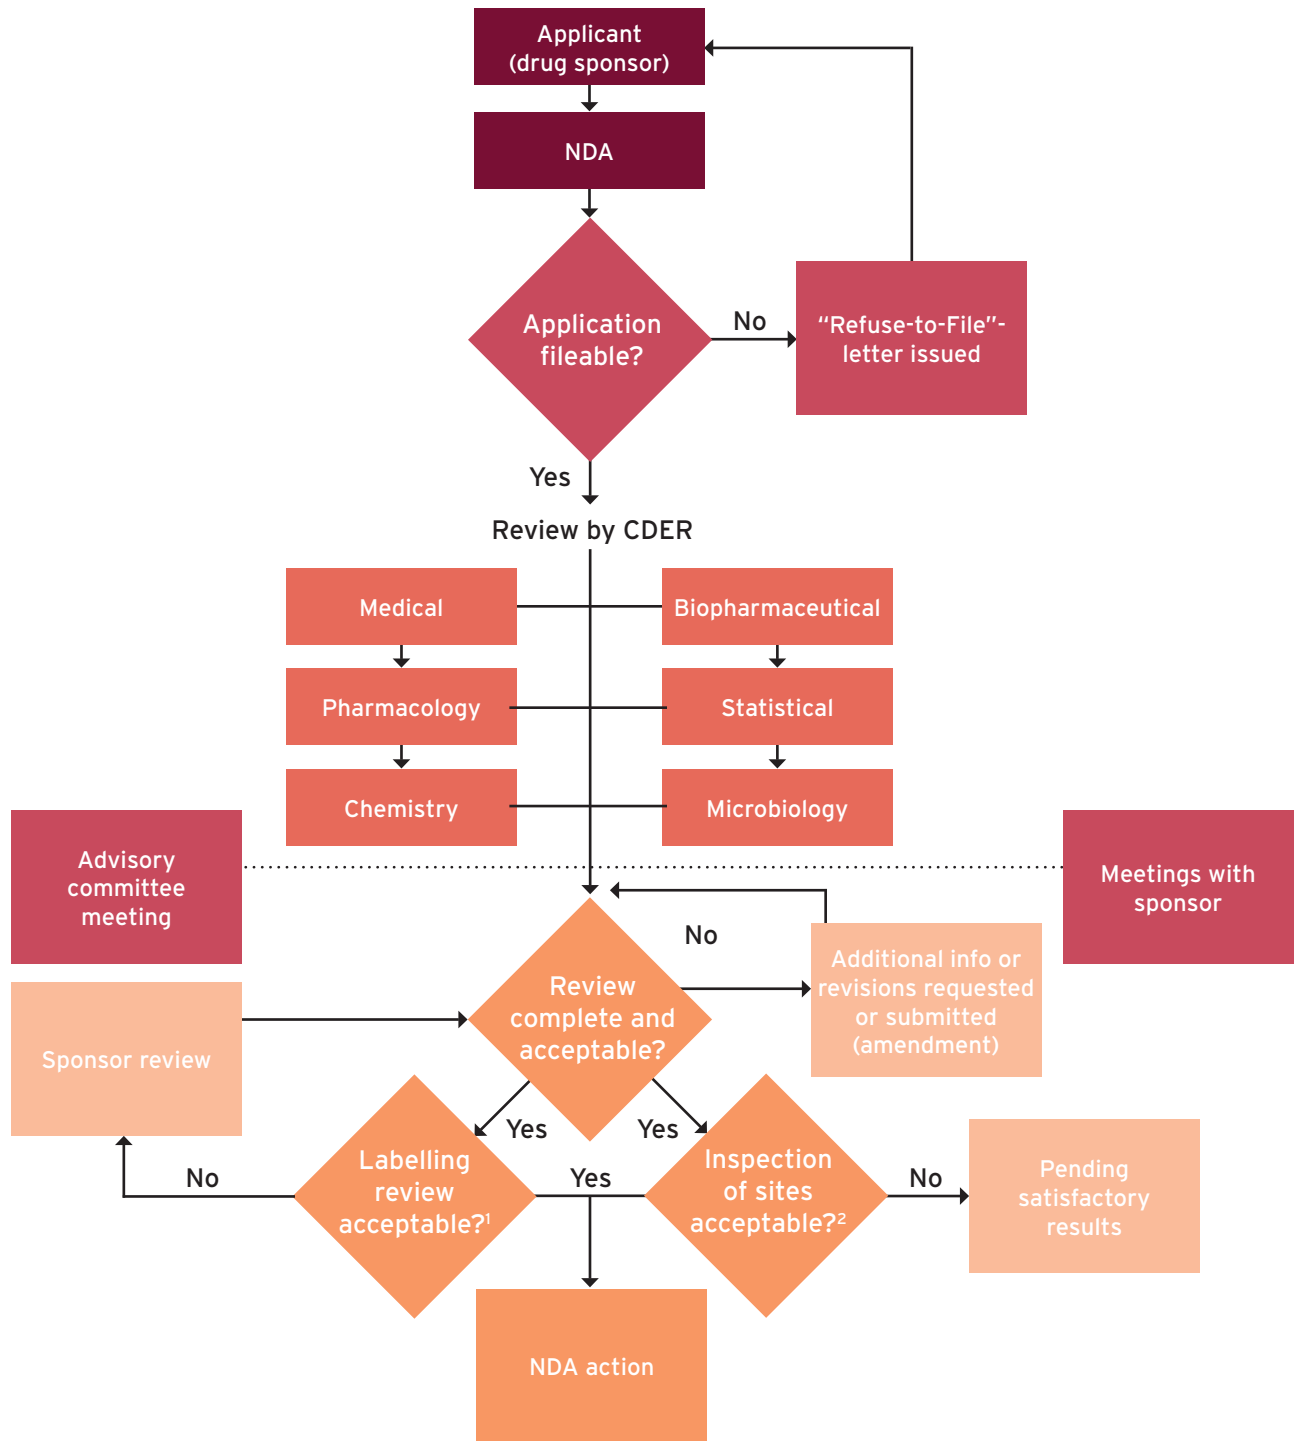 Applicant
(drug sponsor)
NDA
Application
fileable?
No
“Refuse-to-File”-
letter issued
Yes
Review by CDER
Medical
Biopharmaceutical
Pharmacology
Statistical
Chemistry
Microbiology
Advisory
committee
meeting
Meetings with
sponsor
No
Additional info or
revisions requested
or submitted
(amendment)
Review
complete and
acceptable?
Sponsor review
Yes
Yes
No
Labelling
review
acceptable?¹
Yes
Inspection
of sites
acceptable?²
No
Pending
satisfactory
results
NDA action